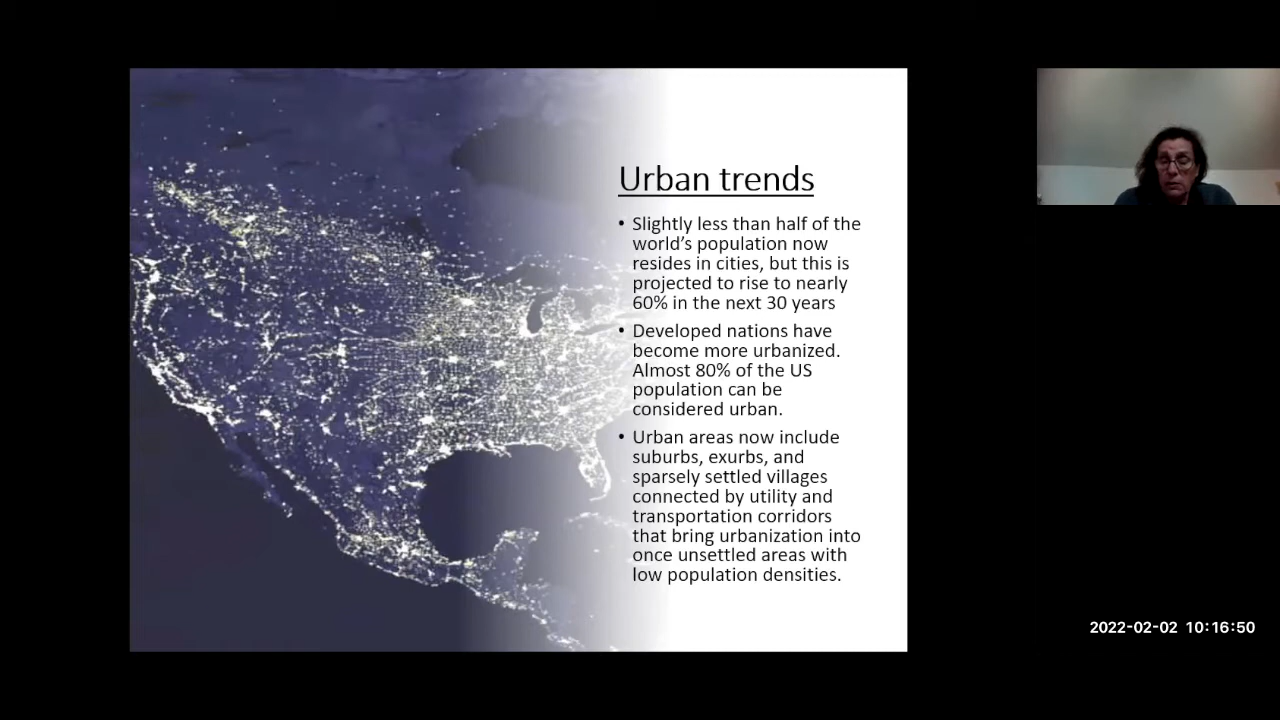 Urban trends
• Slightly less than half of the
world’s population now
resides in cities, but this is
projected to rise to nearly
60% in the next 30 years
• Developed nations have
become more urbanized.
Almost 80% of the US
population can be
considered urban.
• Urban areas now include
suburbs, exurbs, and
sparsely settled villages
connected by utility and
transportation corridors
that bring urbanization into
once unsettled areas with
low population densities.
2022-02-02 10:16:50